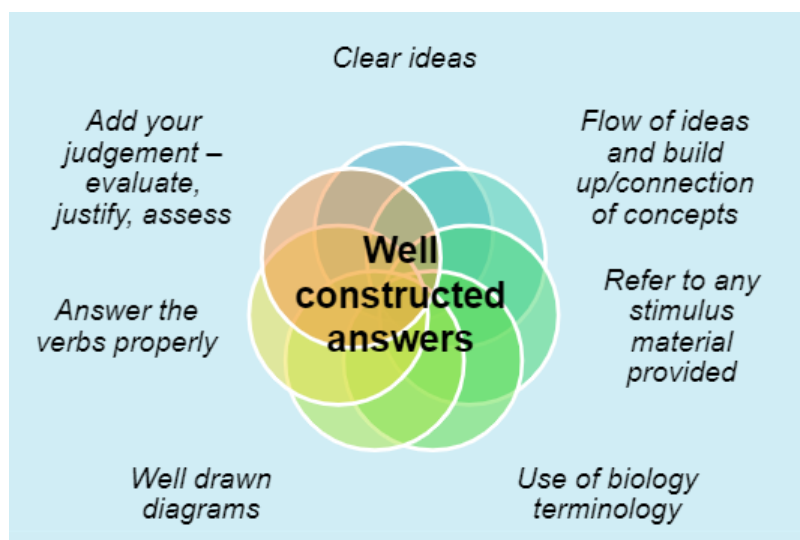 Clear ideas
Add your
judgement –
evaluate,
justify, assess
Flow of ideas
and build
up/connection
of concepts
Well
constructed
answers
Answer the
verbs properly
Refer to any
stimulus
material
provided
Well drawn
diagrams
Use of biology
terminology